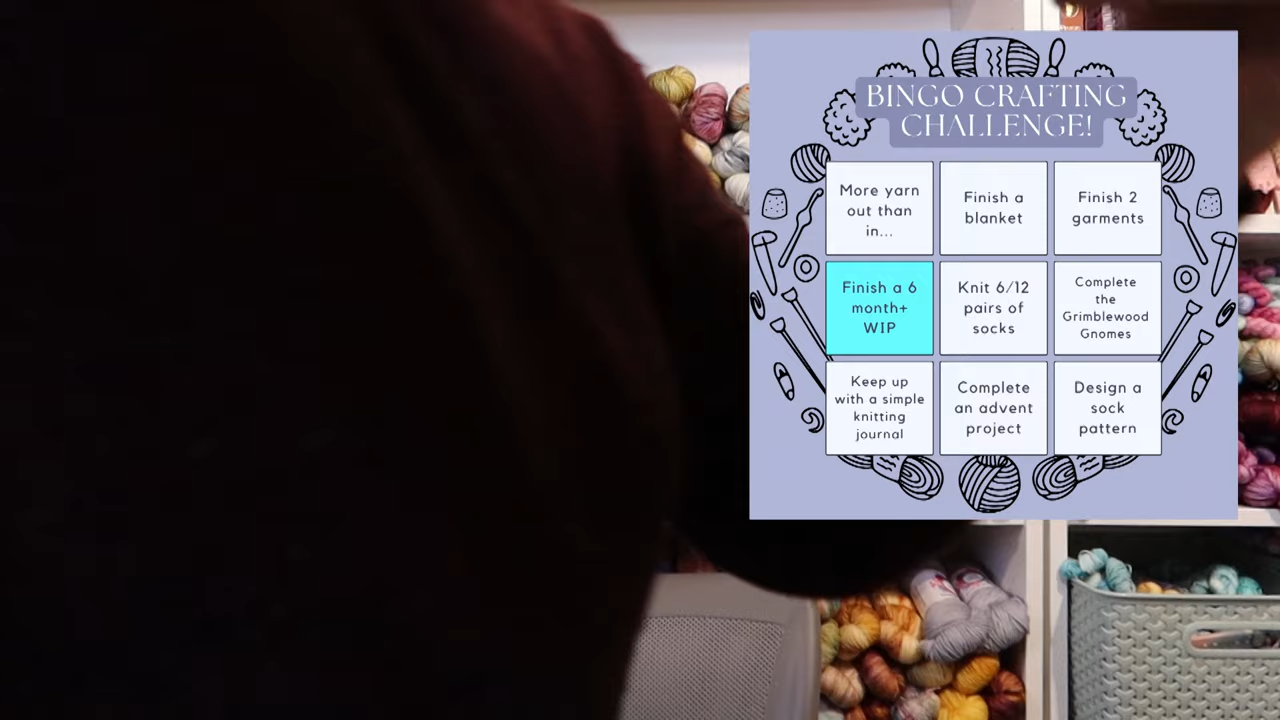 BINGO CRAFTING
CHALLENGE!
More yarn
out than
in...
Finish a
blanket
Finish 2
garments
Finish a 6
month+
WIP
Knit 6/12
pairs of
socks
Complete
the
Grimblewood
Gnomes
Keep up
with a simple
knitting
journal
Complete
an advent
project
Design a
sock
pattern